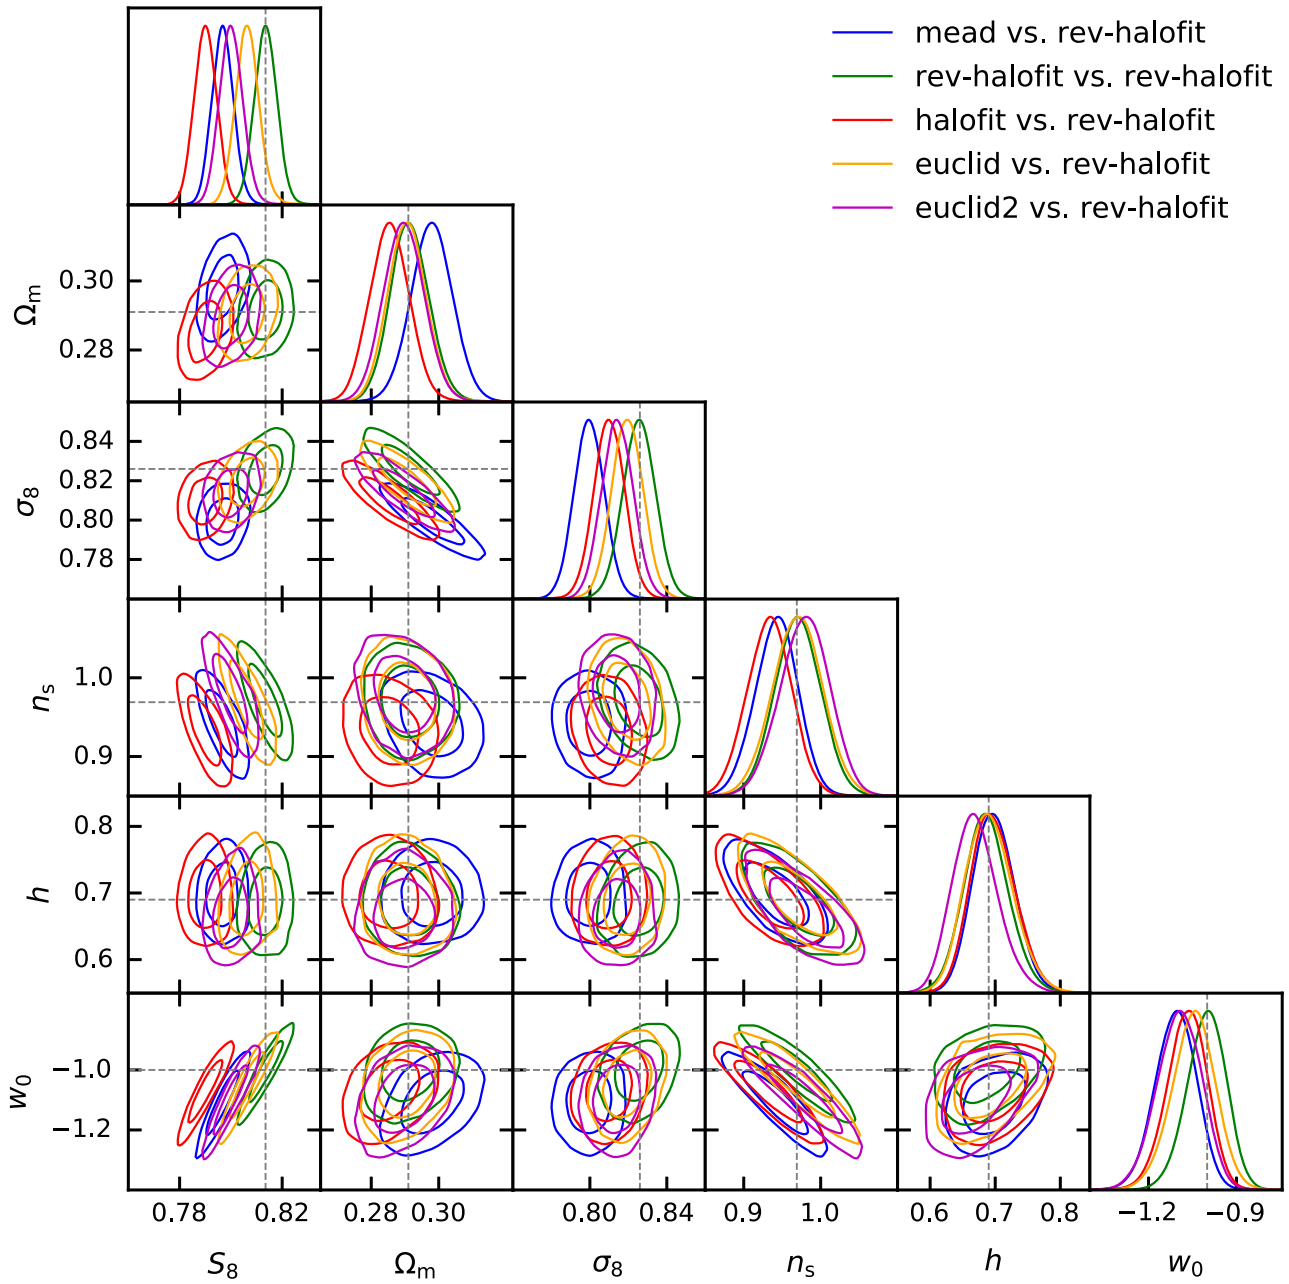 mead vs. rev-halofit
rev-halofit vs. rev-halofit
halofit vs. rev-halofit
euclid vs. rev-halofit
euclid2 vs. rev-halofit
0.30
0.28
Ωm
0.84
0.82
0.80
0.78
σ8
1.0
0.9
ns
0.8
0.7
0.6
h
−1.0
−1.2
w0
0.78 0.82 0.28 0.30 0.80 0.84 0.9 1.0 0.6 0.7 0.8 −1.2 −0.9
S8 Ωm σ8 ns h w0